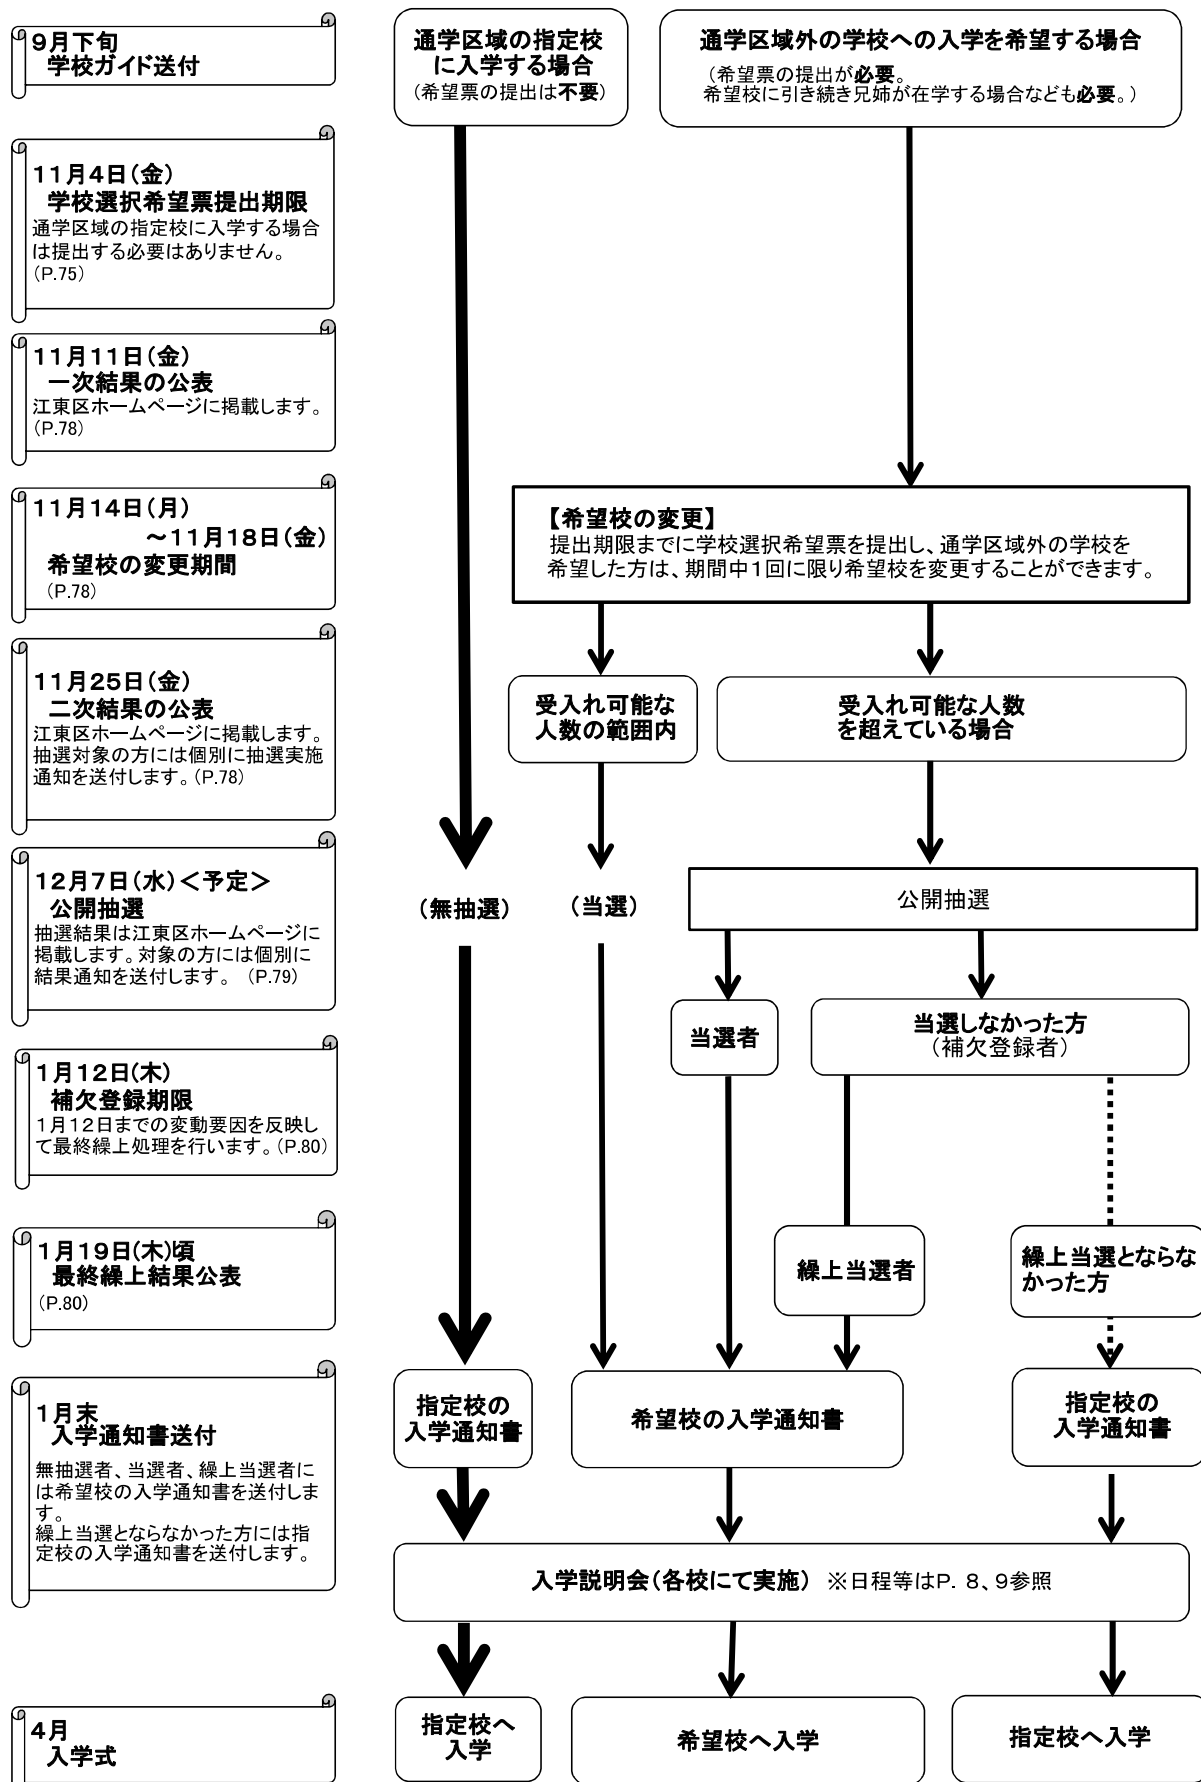 9月下旬
学校ガイド送付
通学区域の指定校
に入学する場合
(希望票の提出は不要)
通学区域外の学校への入学を希望する場合
(希望票の提出が必要。
希望校に引き続き兄姉が在学する場合なども必要。)
11月4日(金)
学校選択希望票提出期限
通学区域の指定校に入学する場合
は提出する必要はありません。
(P.75)
11月11日(金)
一次結果の公表
江東区ホームページに掲載します。
(P.78)
11月14日(月)
～11月18日(金)
希望校の変更期間
(P.78)
【希望校の変更】
提出期限までに学校選択希望票を提出し、通学区域外の学校を
希望した方は、期間中1回に限り希望校を変更することができます。
11月25日(金)
二次結果の公表
江東区ホームページに掲載します。
抽選対象の方には個別に抽選実施
通知を送付します。(P.78)
受入れ可能な
人数の範囲内
受入れ可能な人数
を超えている場合
12月7日(水)＜予定＞
公開抽選
抽選結果は江東区ホームページに
掲載します。対象の方には個別に
結果通知を送付します。 (P.79)
(無抽選)
(当選)
公開抽選
当選者
当選しなかった方
(補欠登録者)
1月12日(木)
補欠登録期限
1月12日までの変動要因を反映し
て最終繰上処理を行います。(P.80)
1月19日(木)頃
最終繰上結果公表
(P.80)
繰上当選者
繰上当選とならな
かった方
1月末
入学通知書送付
無抽選者、当選者、繰上当選者に
は希望校の入学通知書を送付しま
す。
繰上当選とならなかった方には指
定校の入学通知書を送付します。
指定校の
入学通知書
希望校の入学通知書
指定校の
入学通知書
入学説明会(各校にて実施) ※日程等はP. 8、9参照
4月
入学式
指定校へ
入学
希望校へ入学
指定校へ入学